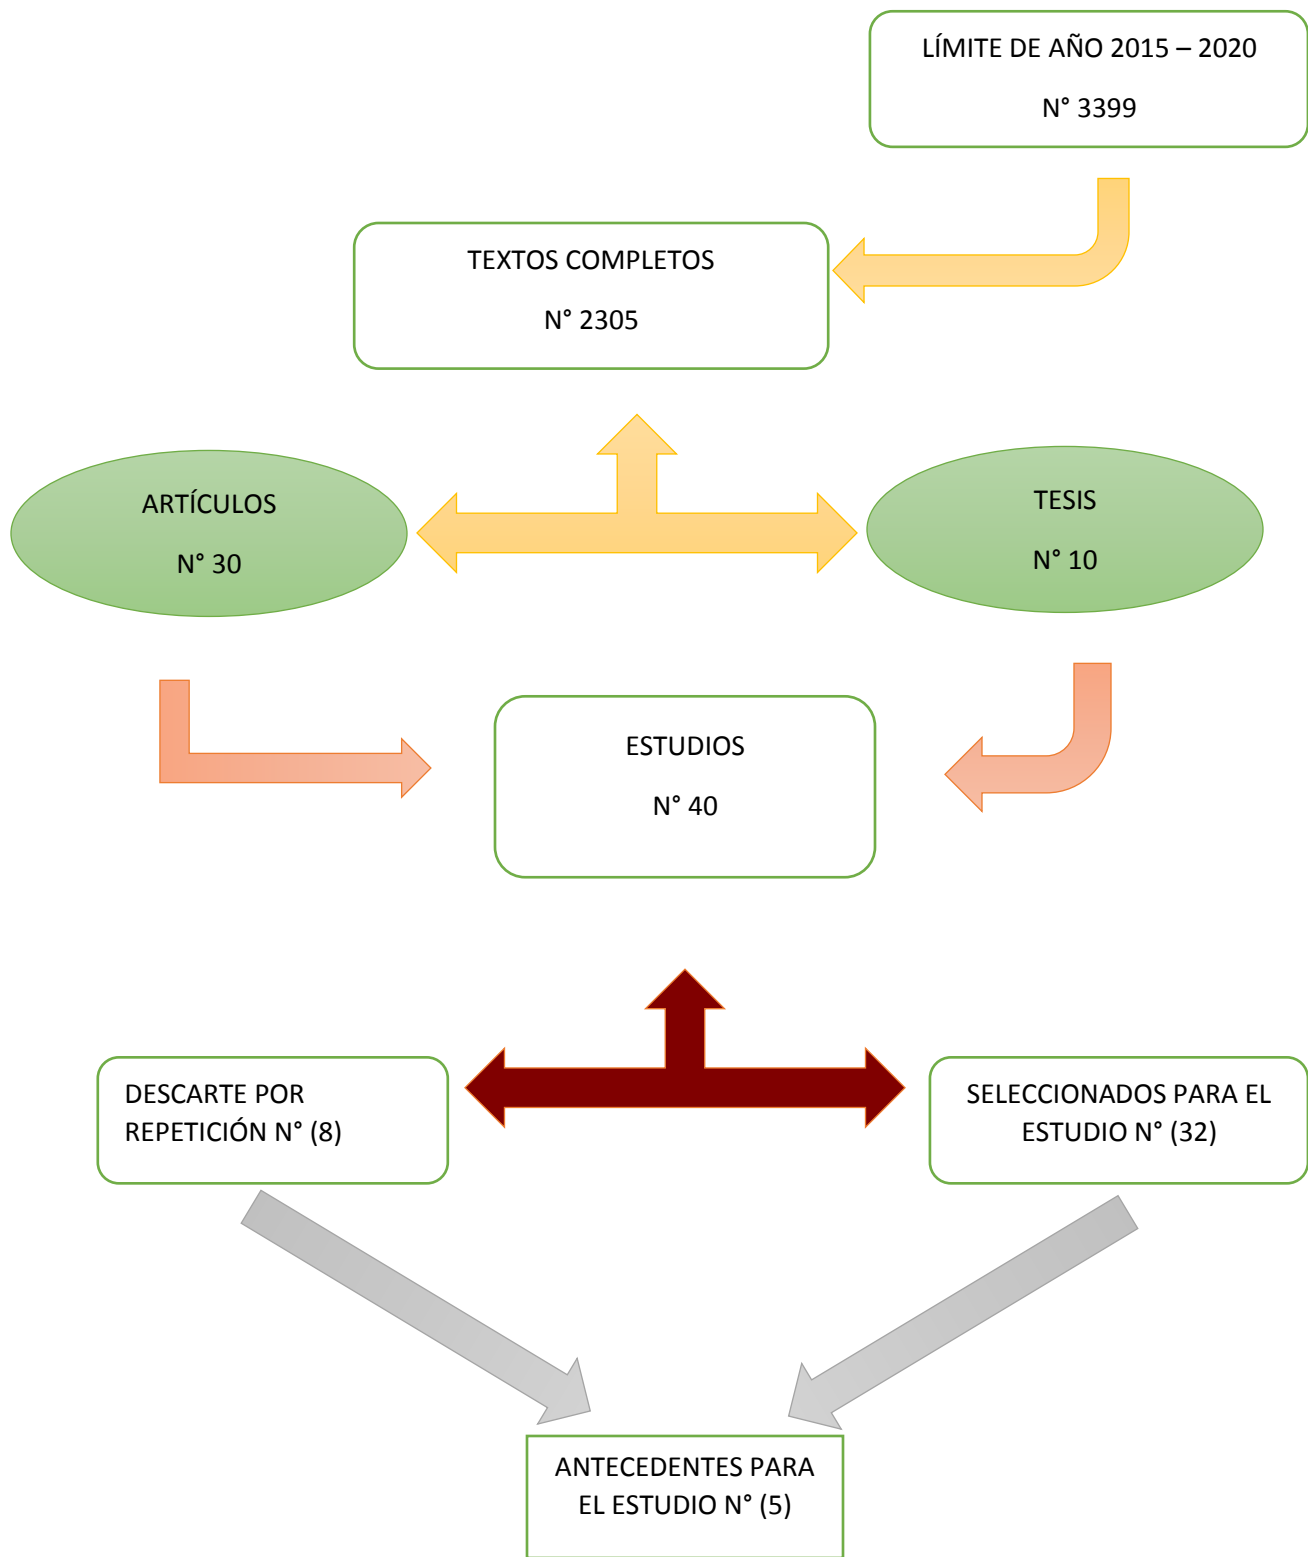 LÍMITE DE AÑO 2015 – 2020
N° 3399
TEXTOS COMPLETOS
N° 2305
ARTÍCULOS
N° 30
TESIS
N° 10
ESTUDIOS
N° 40
DESCARTE POR
REPETICIÓN N° (8)
SELECCIONADOS PARA EL
ESTUDIO N° (32)
ANTECEDENTES PARA
EL ESTUDIO N° (5)